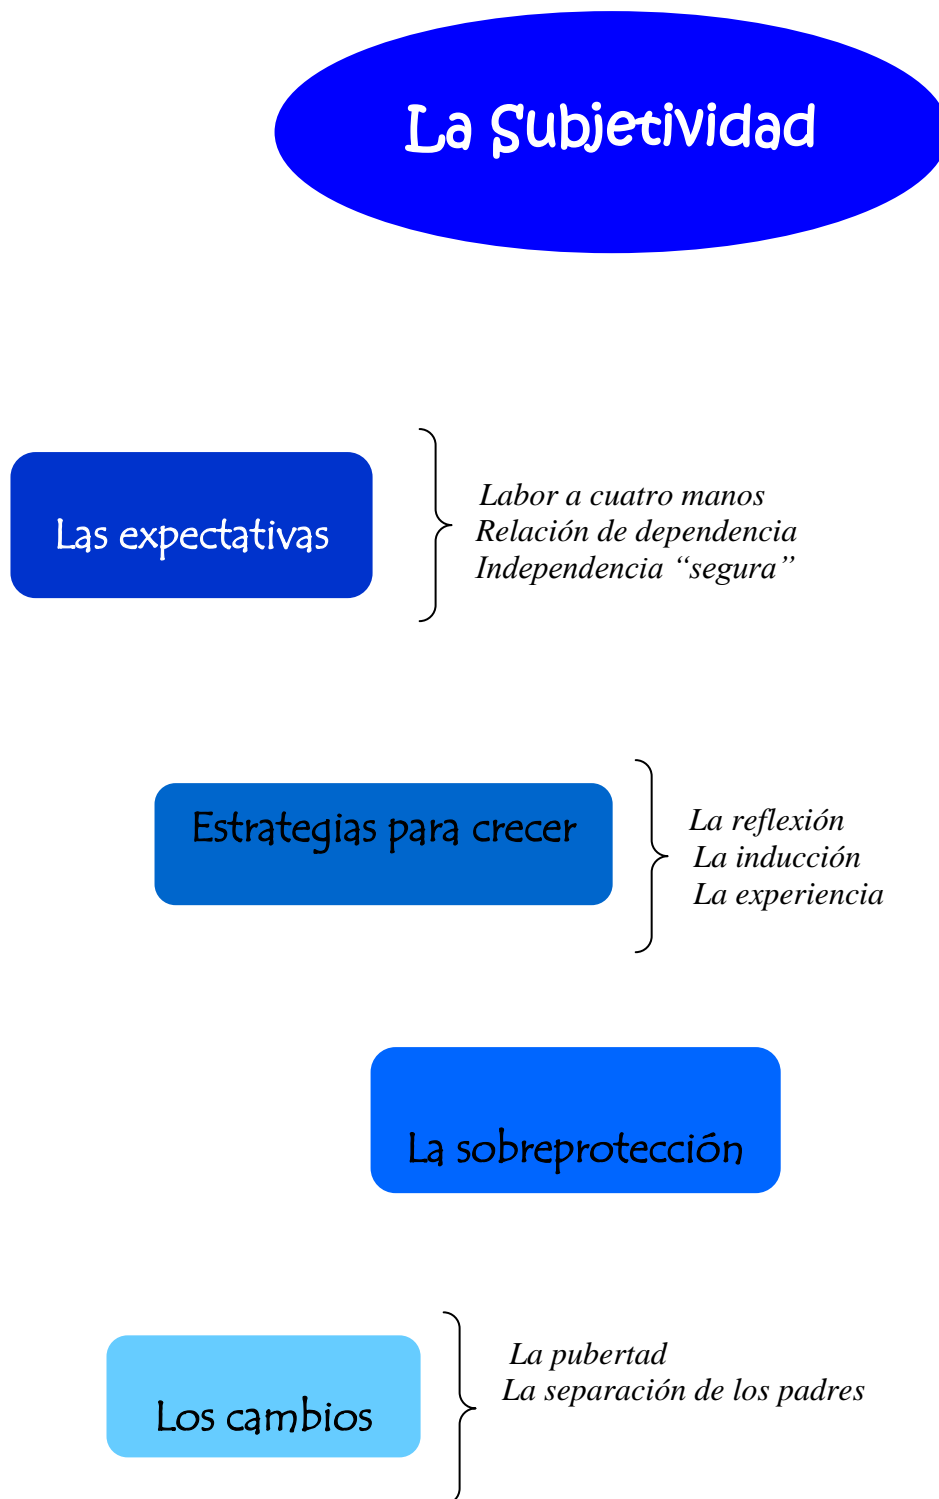 La Subjetividad
Las expectativas
Labor a cuatro manos
Relación de dependencia
Independencia “segura”
Estrategias para crecer
La reflexión
La inducción
La experiencia
La sobreprotección
Los cambios
La pubertad
La separación de los padres